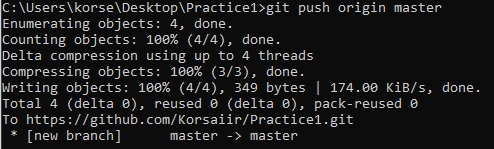 C:\Users\korse\Desktop\Practice1>git push origin master
Enumerating objects: 4, done.
Counting objects: 100% (4/4), done.
Delta compression using up to 4 threads
Compressing objects: 100% (3/3), done.
Writing objects: 100% (4/4), 349 bytes | 174.00 KiB/s, done.
Total 4 (delta 0), reused 0 (delta 0), pack-reused 0
To https://github.com/Korsaiir/Practice1.git
 * [new branch]      master -> master